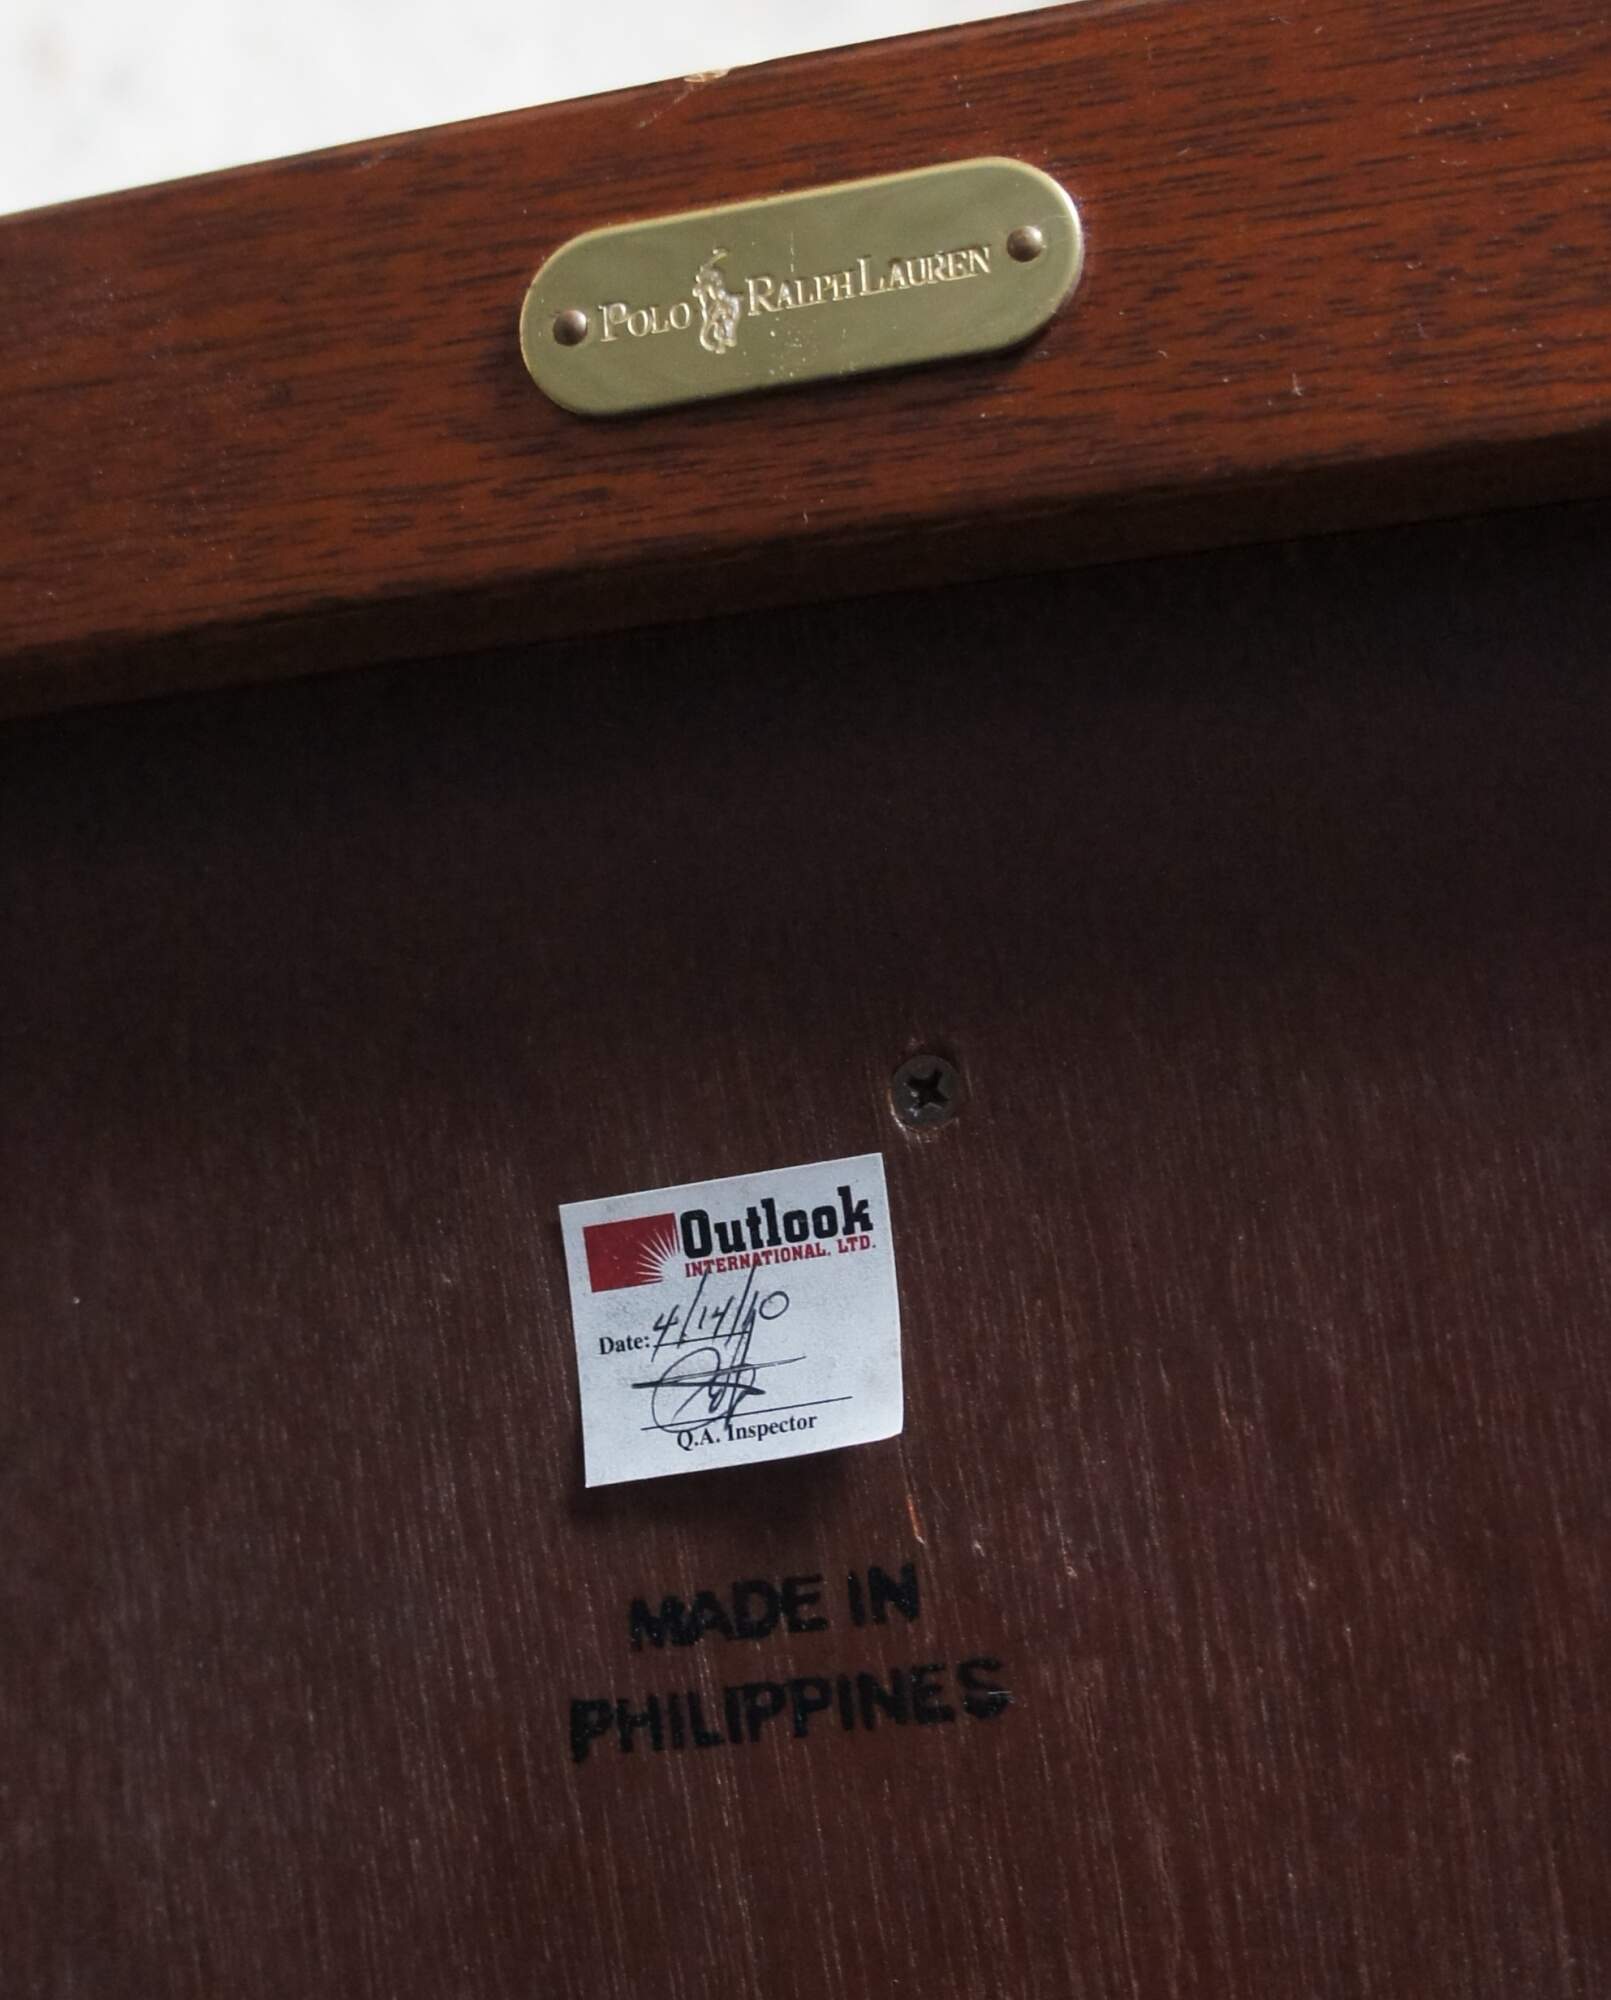 POLO RALPH LAUREN
Outlook
INTERNATIONAL, LTD.
Date: 4/14/10
Q.A. Inspector
MADE IN
PHILIPPINES